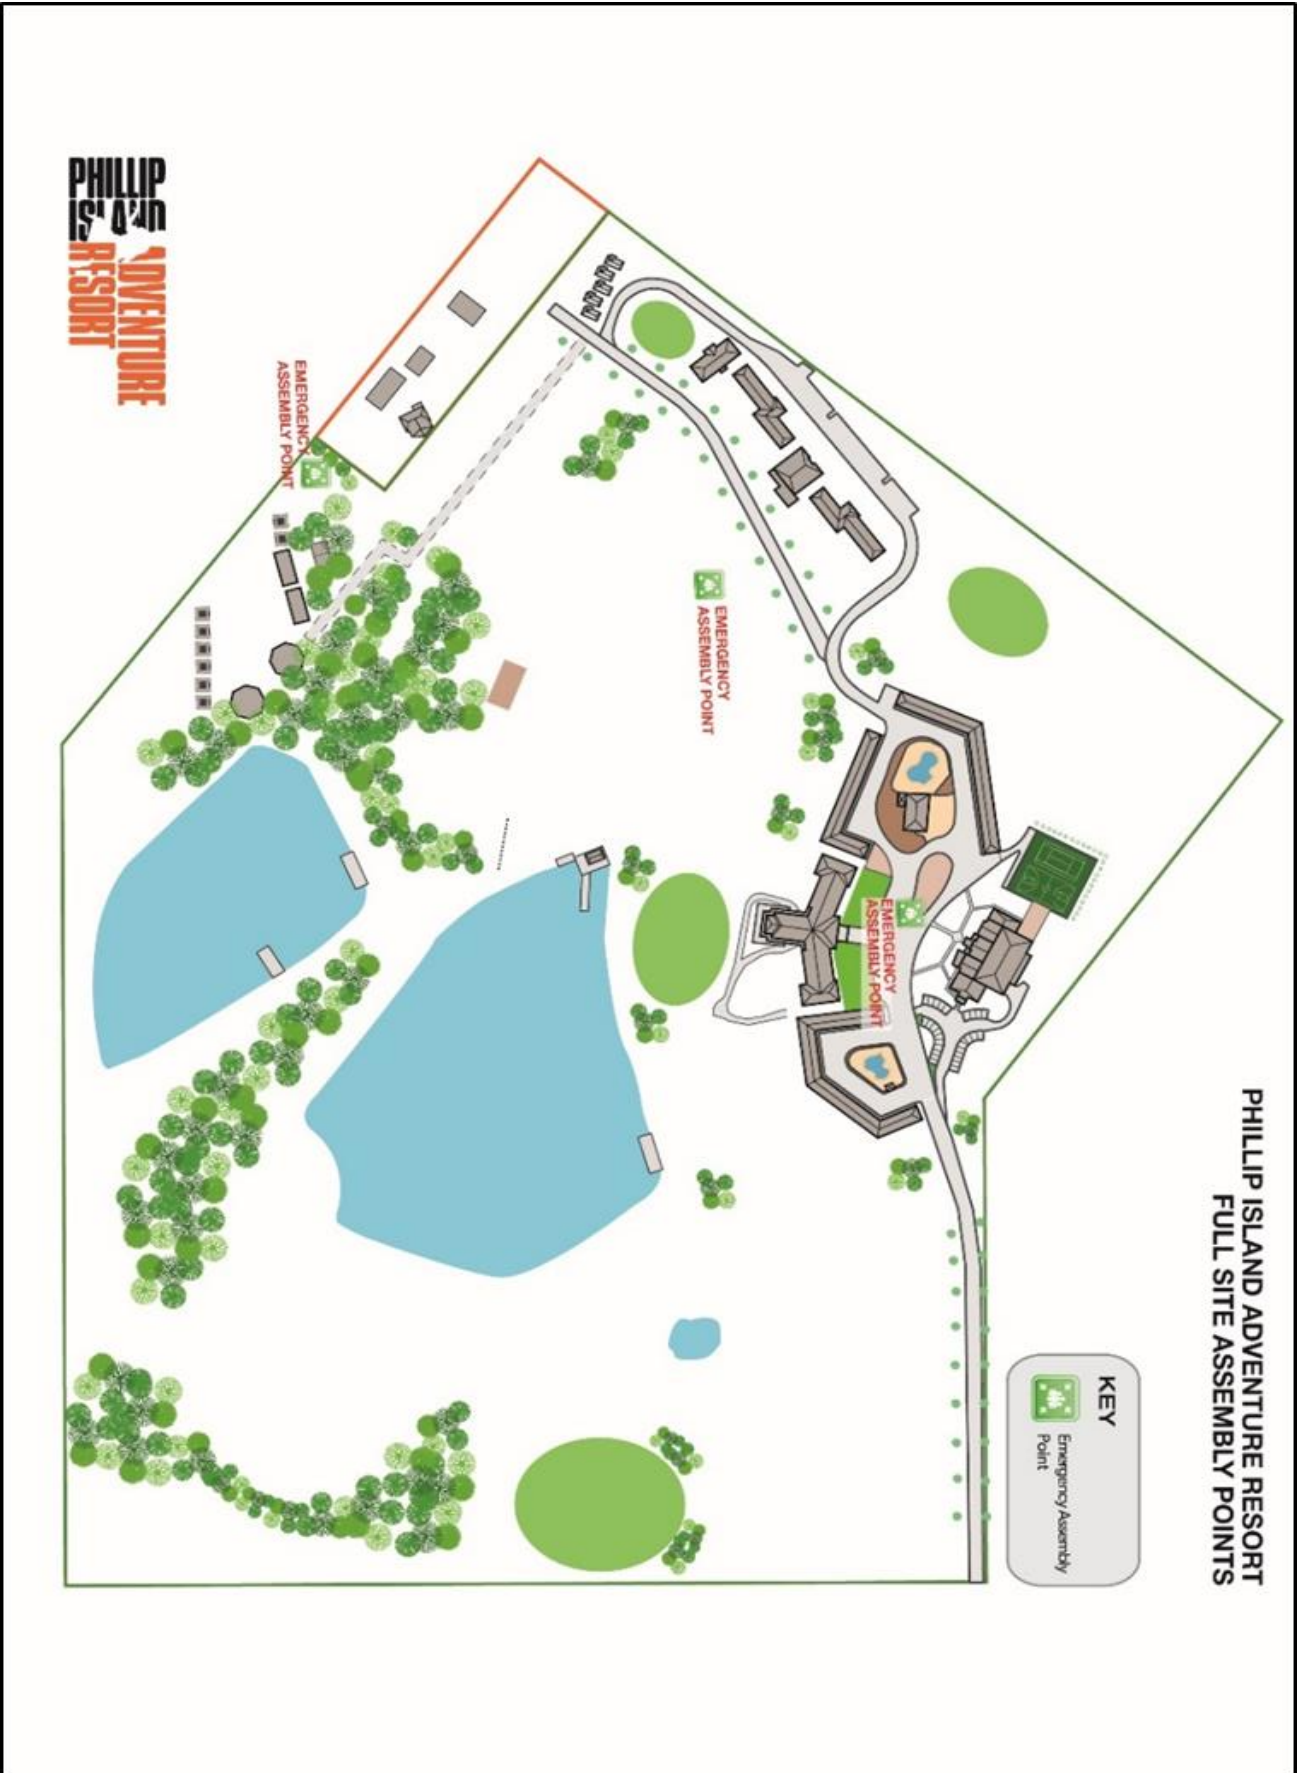 PHILLIP ISLAND ADVENTURE RESORT
FULL SITE ASSEMBLY POINTS
KEY
Emergency Assembly
Point
EMERGENCY
ASSEMBLY POINT
EMERGENCY
ASSEMBLY POINT
EMERGENCY
ASSEMBLY POINT
PHILLIP ADVENTURE
ISLAND RESORT